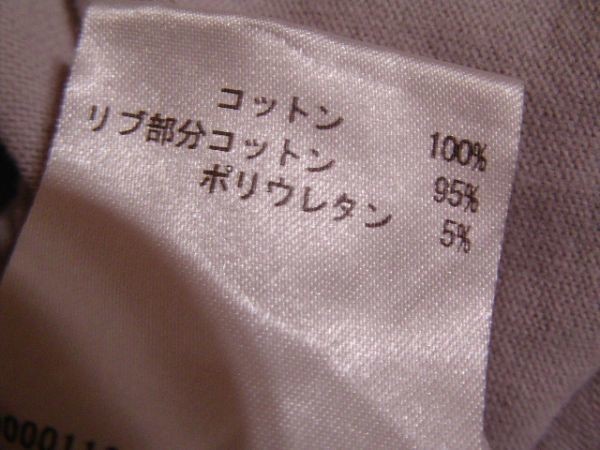 コットン 100%
リブ部分コットン 95%
ポリウレタン 5%